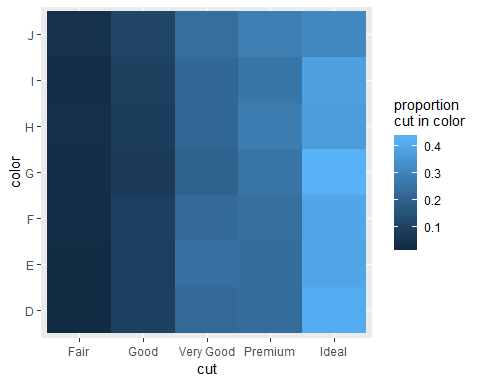 J
I
H
G
F
E
D
color
Fair Good Very Good Premium Ideal
cut
proportion
cut in color
0.4
0.3
0.2
0.1